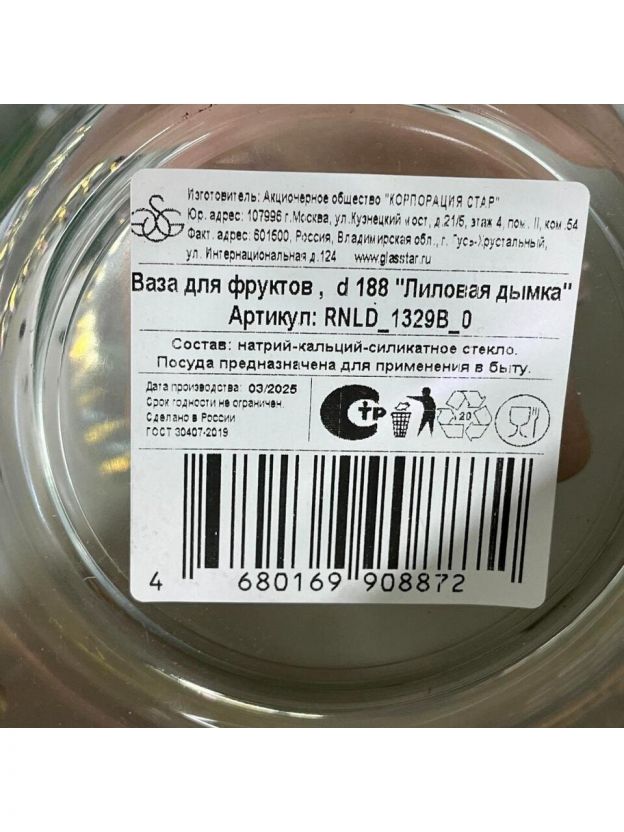 Изготовитель: Акционерное общество "КОРПОРАЦИЯ СТАР"
Юр. адрес: 107996 г.Москва, ул.Кузнецкий мост, д.21/5, этаж 4, пом. II, ком .54
Факт. адрес: 601500, Россия, Владимирская обл., г. Гусь-Хрустальный,
ул. Интернациональная д.124 www.glasstar.ru
Ваза для фруктов , d 188 "Лиловая дымка"
Артикул: RNLD_1329B_0
Состав: натрий-кальций-силикатное стекло.
Посуда предназначена для применения в быту.
Дата производства: 03/2025
Срок годности не ограничен.
Сделано в России
ГОСТ 30407-2019
Стр
20
4 680169 908872